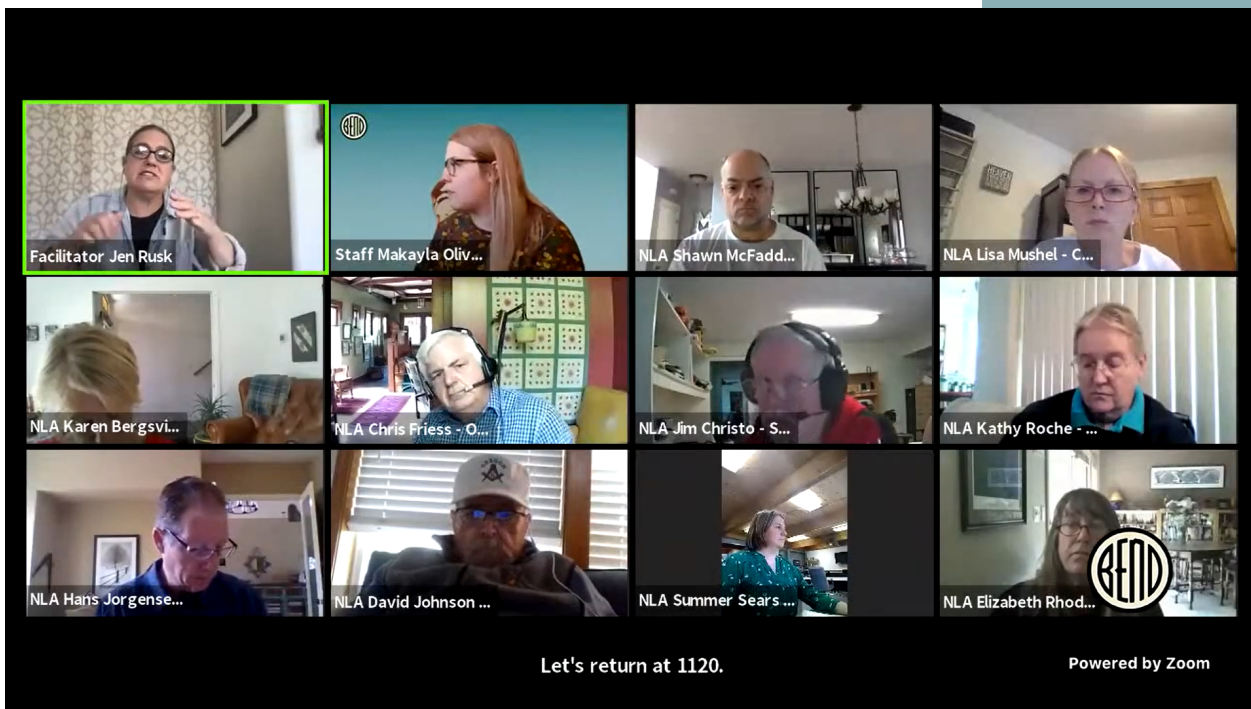 BEND
Facilitator Jen Rusk
Staff Makayla Oliv...
NLA Shawn McFadd...
NLA Lisa Mushel - C...
NLA Karen Bergsvi...
NLA Chris Friess - O...
NLA Jim Christo - S...
NLA Kathy Roche - ...
NLA Hans Jorgense...
NLA David Johnson ...
NLA Summer Sears ...
NLA Elizabeth Rhod...
BEND
Let's return at 1120.
Powered by Zoom